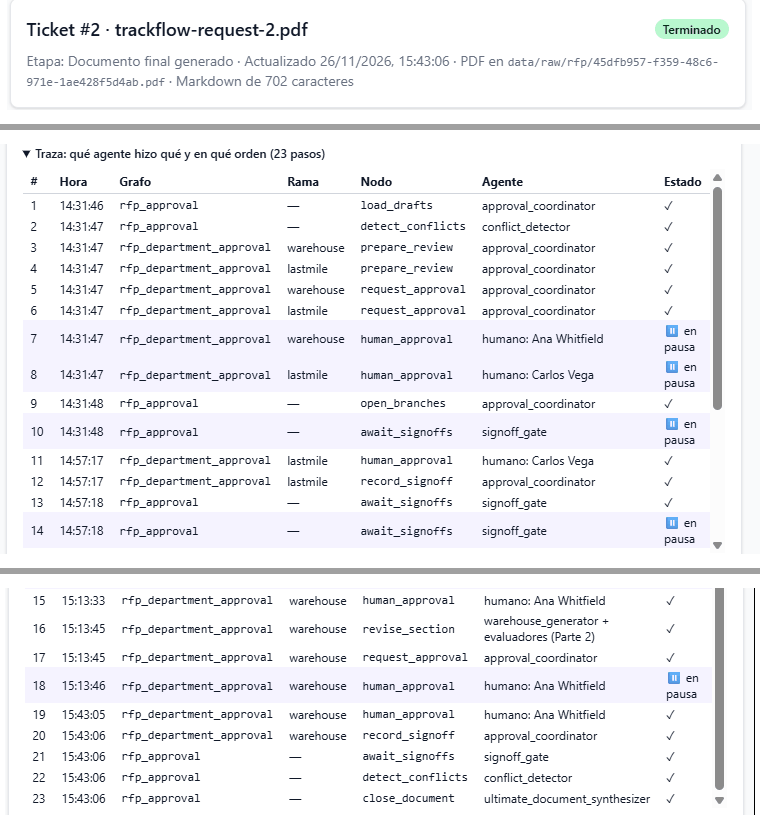 Ticket #2 · trackflow-request-2.pdf
Terminado
Etapa: Documento final generado · Actualizado 26/11/2026, 15:43:06 · PDF en data/raw/rfp/45dfb957-f359-48c6-
971e-1ae428f5d4ab.pdf · Markdown de 702 caracteres
▼ Traza: qué agente hizo qué y en qué orden (23 pasos)
# Hora Grafo Rama Nodo Agente Estado
1 14:31:46 rfp_approval — load_drafts approval_coordinator ✓
2 14:31:47 rfp_approval — detect_conflicts conflict_detector ✓
3 14:31:47 rfp_department_approval warehouse prepare_review approval_coordinator ✓
4 14:31:47 rfp_department_approval lastmile prepare_review approval_coordinator ✓
5 14:31:47 rfp_department_approval warehouse request_approval approval_coordinator ✓
6 14:31:47 rfp_department_approval lastmile request_approval approval_coordinator ✓
7 14:31:47 rfp_department_approval warehouse human_approval humano: Ana Whitfield ⏸ en pausa
8 14:31:47 rfp_department_approval lastmile human_approval humano: Carlos Vega ⏸ en pausa
9 14:31:48 rfp_approval — open_branches approval_coordinator ✓
10 14:31:48 rfp_approval — await_signoffs signoff_gate ⏸ en pausa
11 14:57:17 rfp_department_approval lastmile human_approval humano: Carlos Vega ✓
12 14:57:17 rfp_department_approval lastmile record_signoff approval_coordinator ✓
13 14:57:18 rfp_approval — await_signoffs signoff_gate ✓
14 14:57:18 rfp_approval — await_signoffs signoff_gate ⏸ en pausa
15 15:13:33 rfp_department_approval warehouse human_approval humano: Ana Whitfield ✓
16 15:13:45 rfp_department_approval warehouse revise_section warehouse_generator + evaluadores (Parte 2) ✓
17 15:13:45 rfp_department_approval warehouse request_approval approval_coordinator ✓
18 15:13:46 rfp_department_approval warehouse human_approval humano: Ana Whitfield ⏸ en pausa
19 15:43:05 rfp_department_approval warehouse human_approval humano: Ana Whitfield ✓
20 15:43:06 rfp_department_approval warehouse record_signoff approval_coordinator ✓
21 15:43:06 rfp_approval — await_signoffs signoff_gate ✓
22 15:43:06 rfp_approval — detect_conflicts conflict_detector ✓
23 15:43:06 rfp_approval — close_document ultimate_document_synthesizer ✓